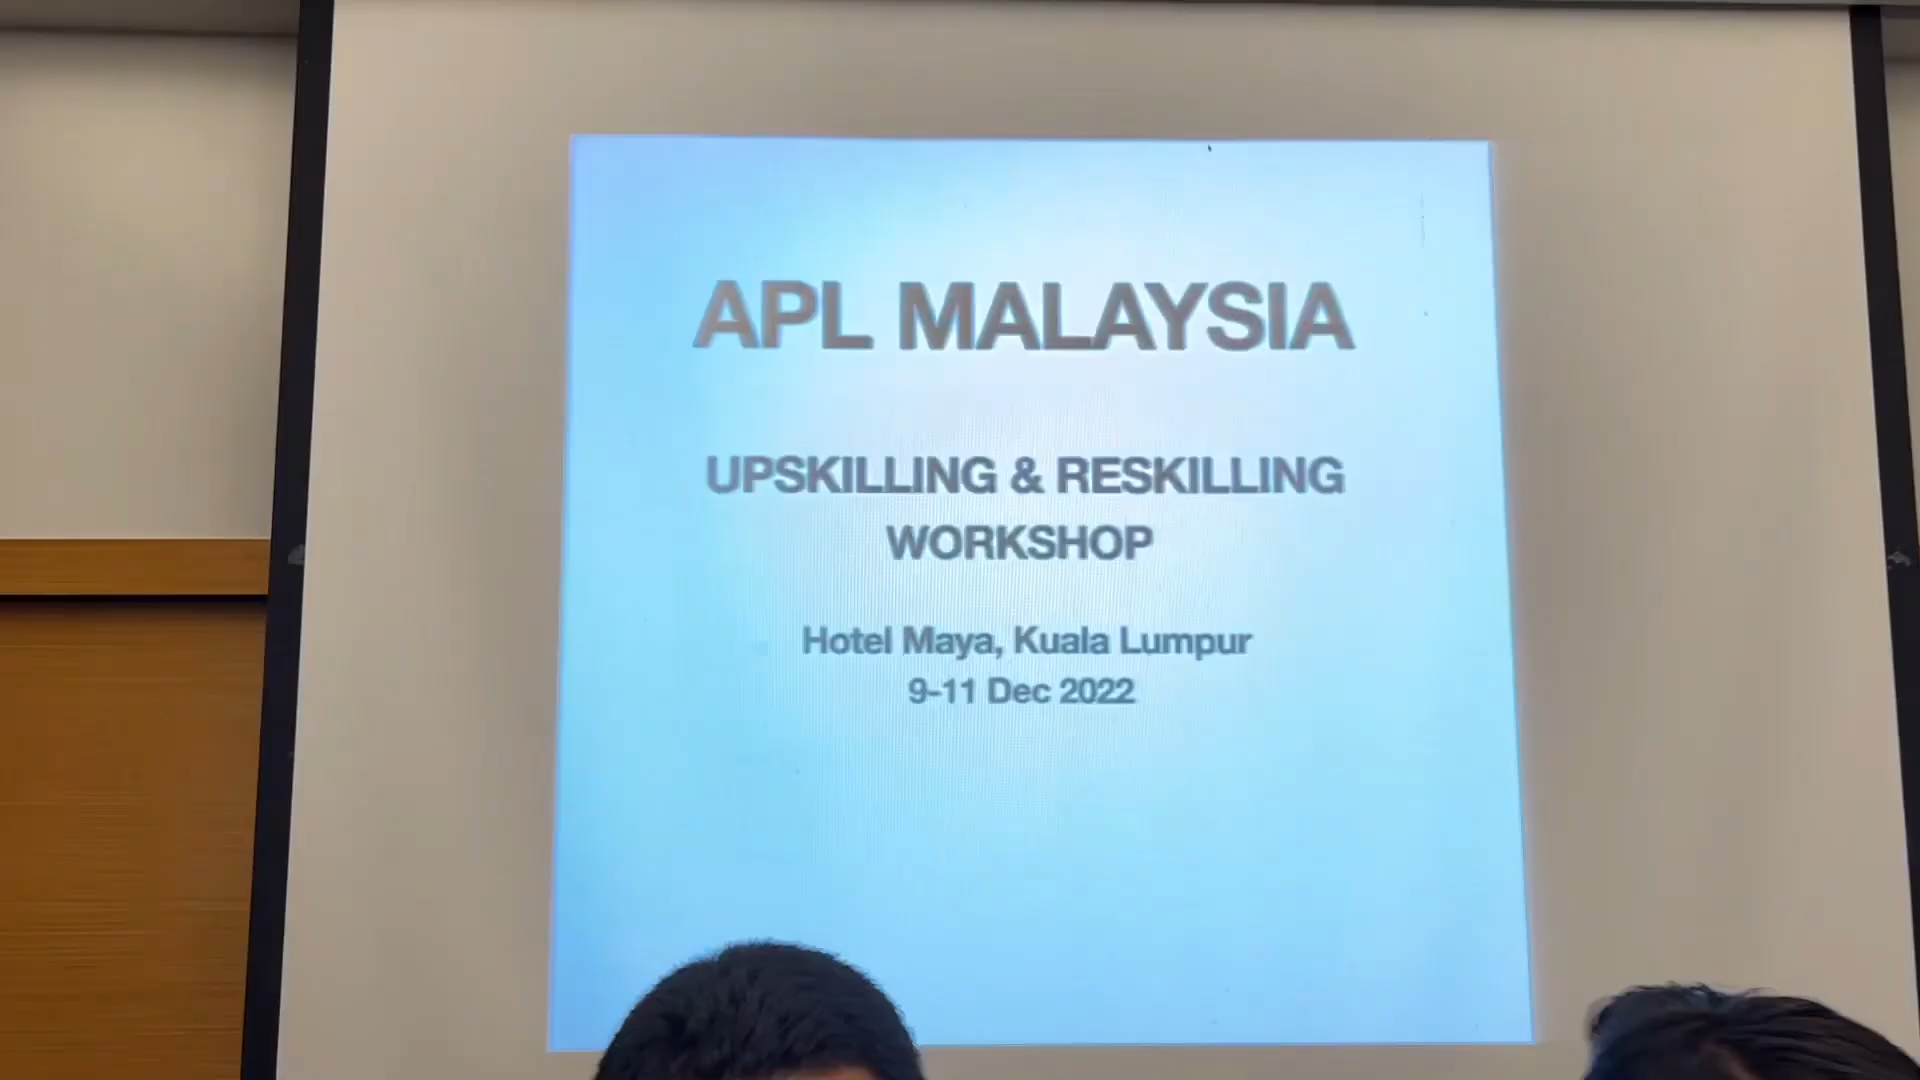 APL MALAYSIA
UPSKILLING & RESKILLING
WORKSHOP
Hotel Maya, Kuala Lumpur
9-11 Dec 2022